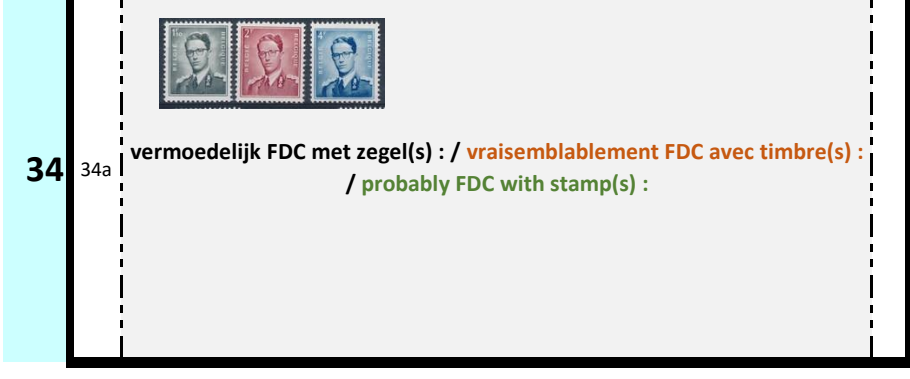 34
34a
vermoedelijk FDC met zegel(s) : / vraisemblablement FDC avec timbre(s) :
/ probably FDC with stamp(s) :